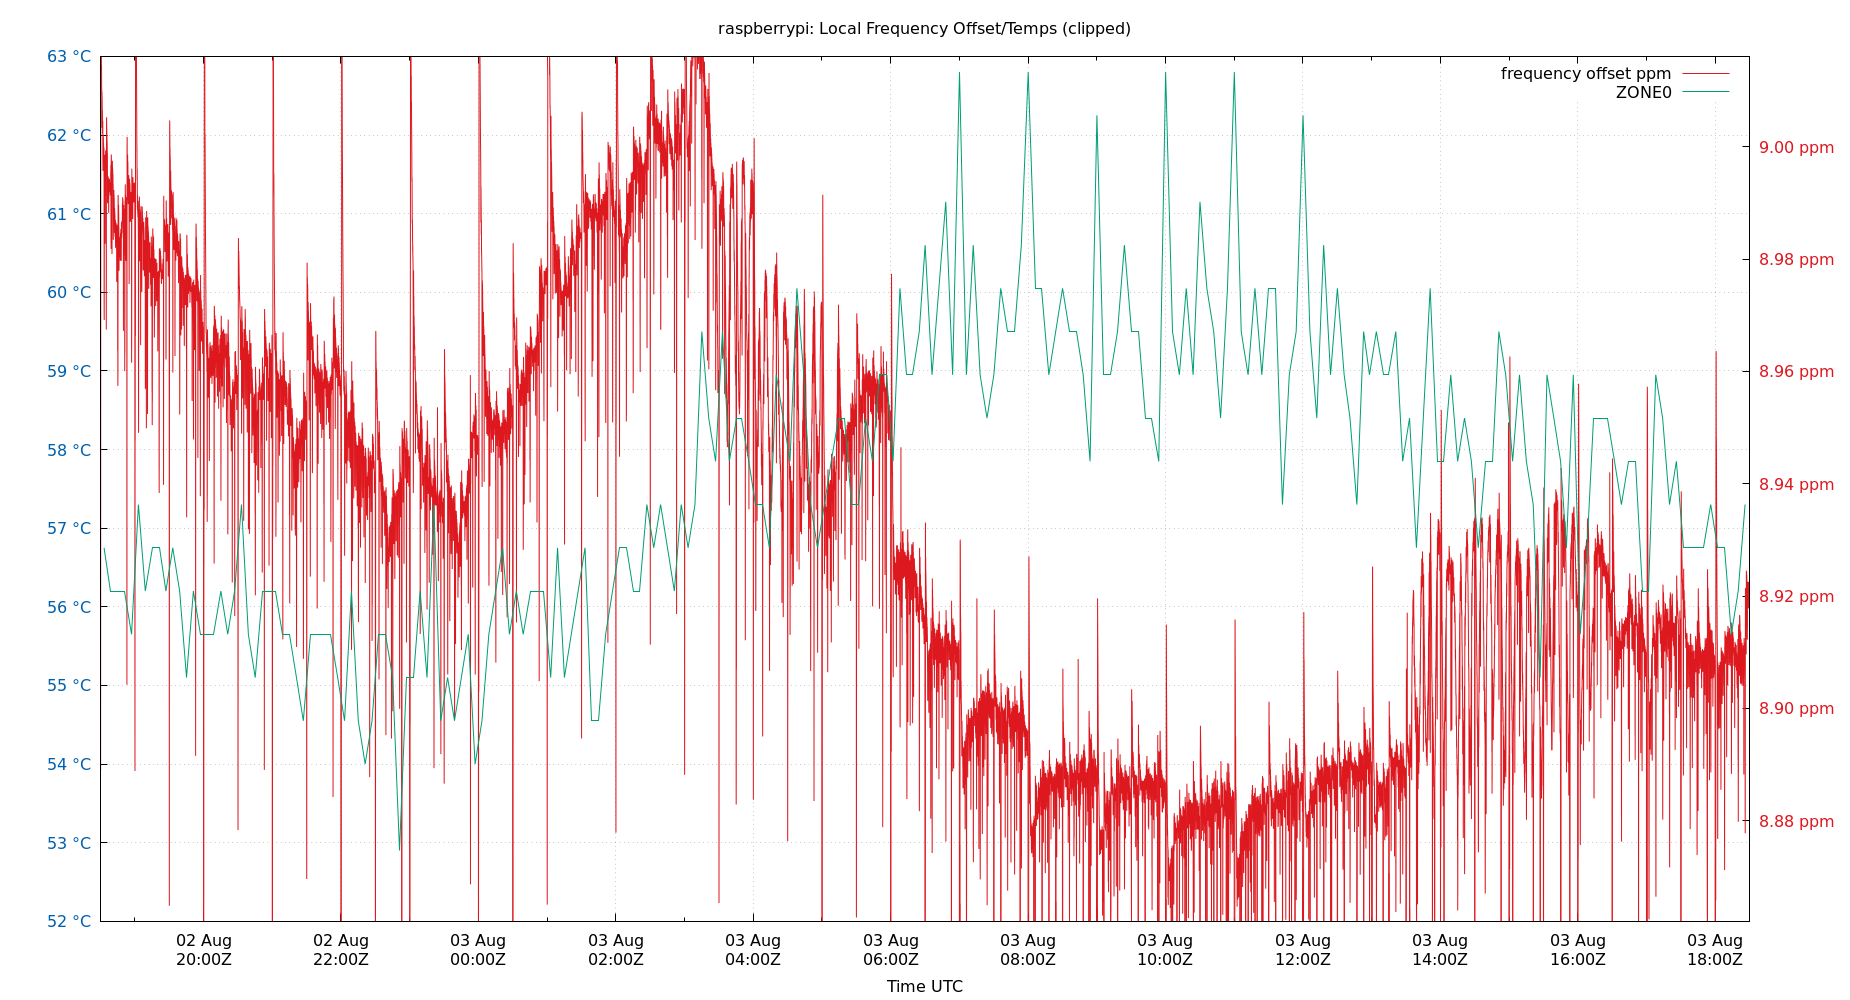 raspberrypi: Local Frequency Offset/Temps (clipped)
63 °C
62 °C
61 °C
60 °C
59 °C
58 °C
57 °C
56 °C
55 °C
54 °C
53 °C
52 °C
frequency offset ppm
ZONE0
9.00 ppm
8.98 ppm
8.96 ppm
8.94 ppm
8.92 ppm
8.90 ppm
8.88 ppm
02 Aug 02 Aug 03 Aug 03 Aug 03 Aug 03 Aug 03 Aug 03 Aug 03 Aug 03 Aug 03 Aug 03 Aug
20:00Z 22:00Z 00:00Z 02:00Z 04:00Z 06:00Z 08:00Z 10:00Z 12:00Z 14:00Z 16:00Z 18:00Z
Time UTC